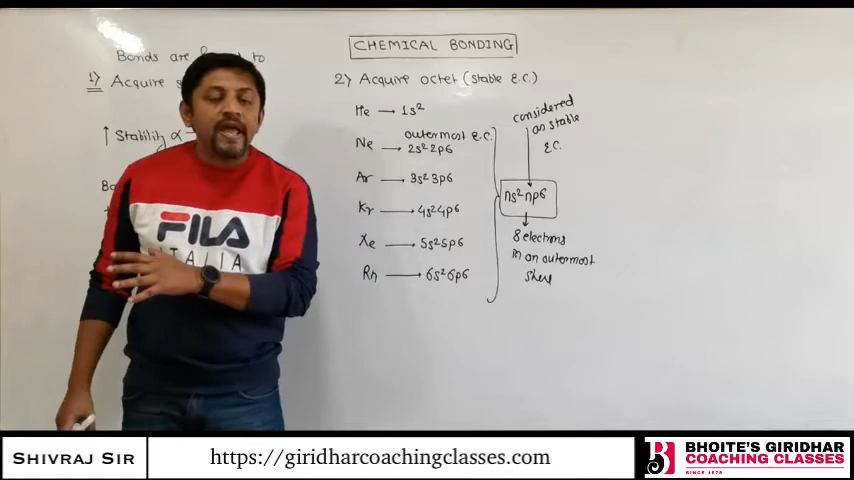 CHEMICAL BONDING
Bonds are
to
1) Acquire
↑ Stability ∝
2) Acquire octet (stable E.C.)
He → 1s²
outermost E.C.
Ne → 2s² 2p6
Ar → 3s² 3p6
Kr → 4s² 4p6
Xe → 5s² 5p6
Rn → 6s² 6p6
considered
as stable
E.C.
ns² np6
8 electrons
in an outermost
shell
FILA
ITALIA
SHIVRAJ SIR
https://giridharcoachingclasses.com
BHOITE'S GIRIDHAR
COACHING CLASSES
SINCE 1976